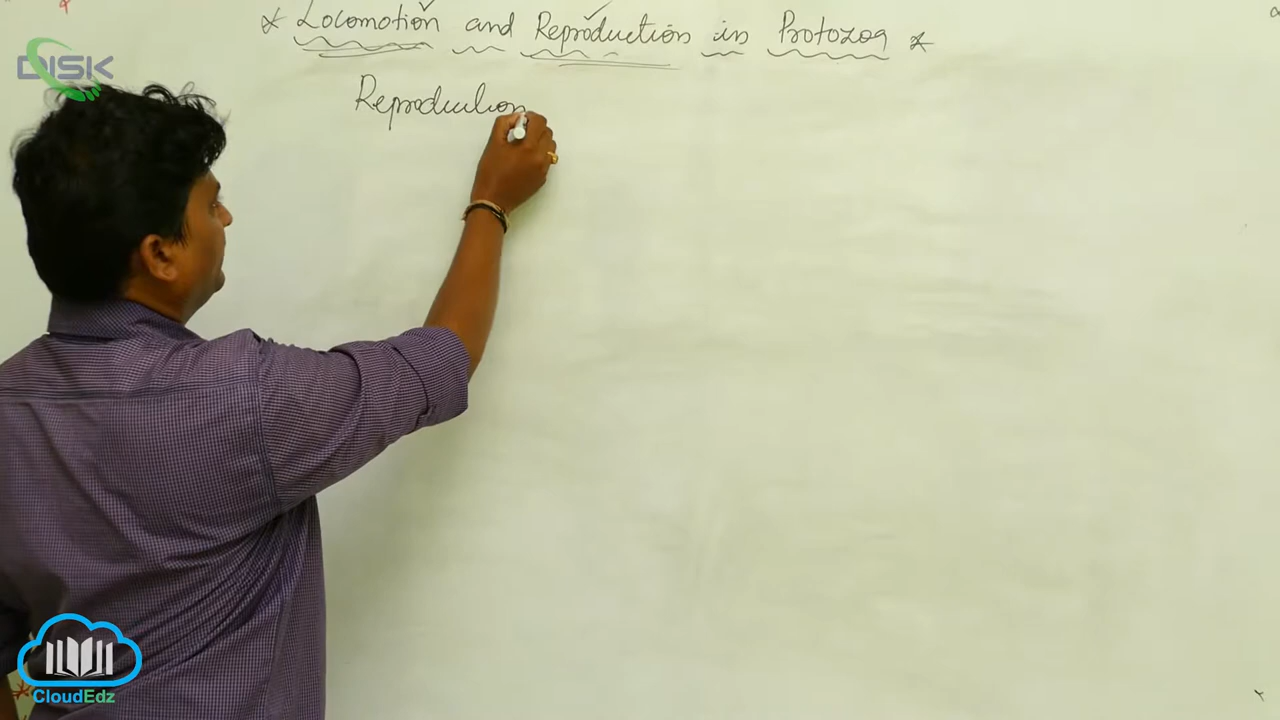 * Locomotion and Reproduction in Protozoa *
DISK
Reproduction
CloudEdz